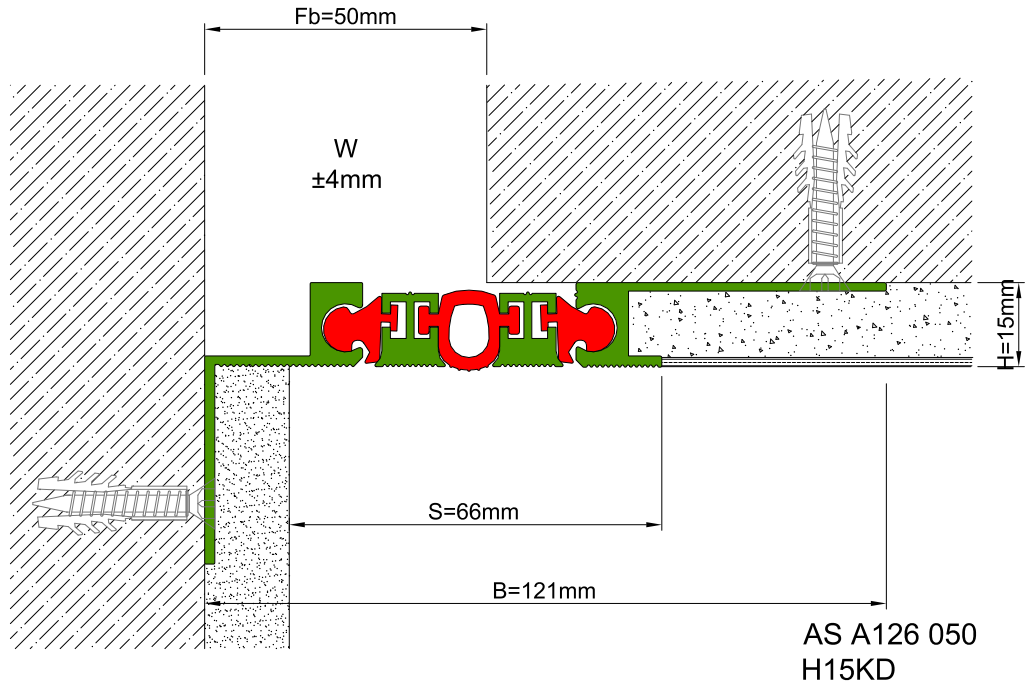 Fb=50mm
W
±4mm
H=15mm
S=66mm
B=121mm
AS A126 050
H15KD